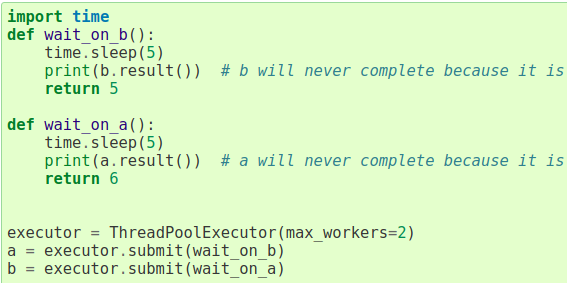 import time
def wait_on_b():
    time.sleep(5)
    print(b.result())  # b will never complete because it is
    return 5

def wait_on_a():
    time.sleep(5)
    print(a.result())  # a will never complete because it is
    return 6


executor = ThreadPoolExecutor(max_workers=2)
a = executor.submit(wait_on_b)
b = executor.submit(wait_on_a)